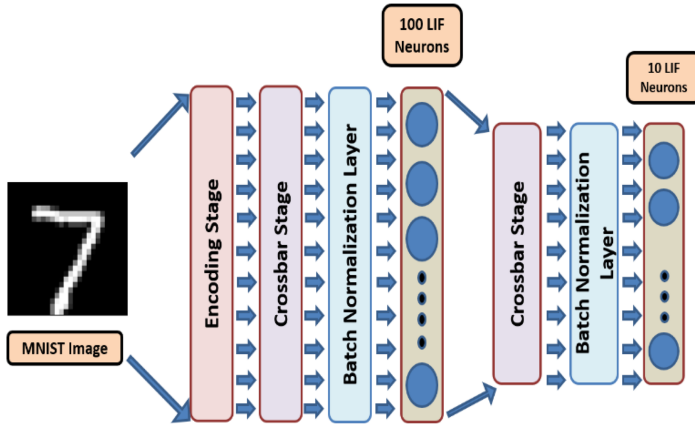 100 LIF
Neurons
10 LIF
Neurons
MNIST Image
Encoding Stage
Crossbar Stage
Batch Normalization Layer
Crossbar Stage
Batch Normalization
Layer